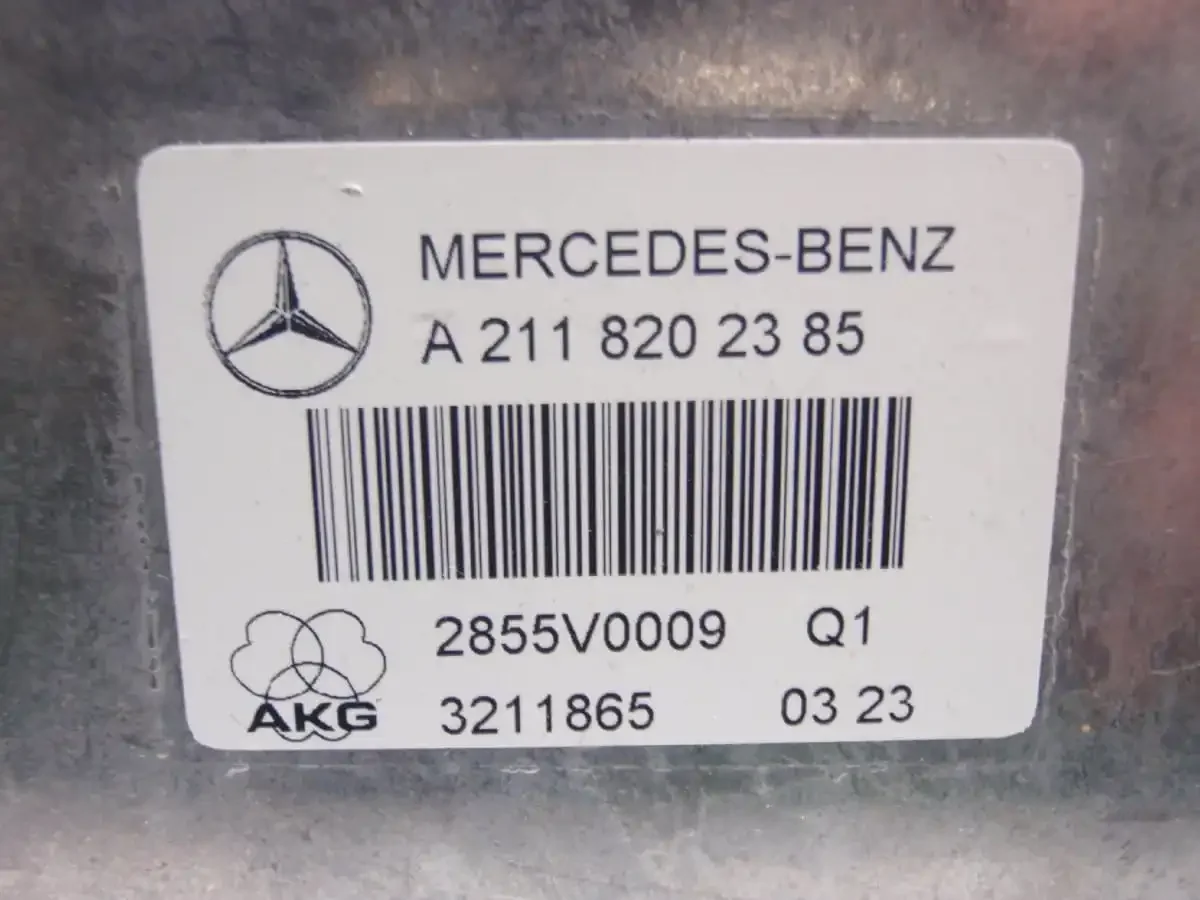 MERCEDES-BENZ
A 211 820 23 85
2855V0009 Q1
AKG
3211865 03 23